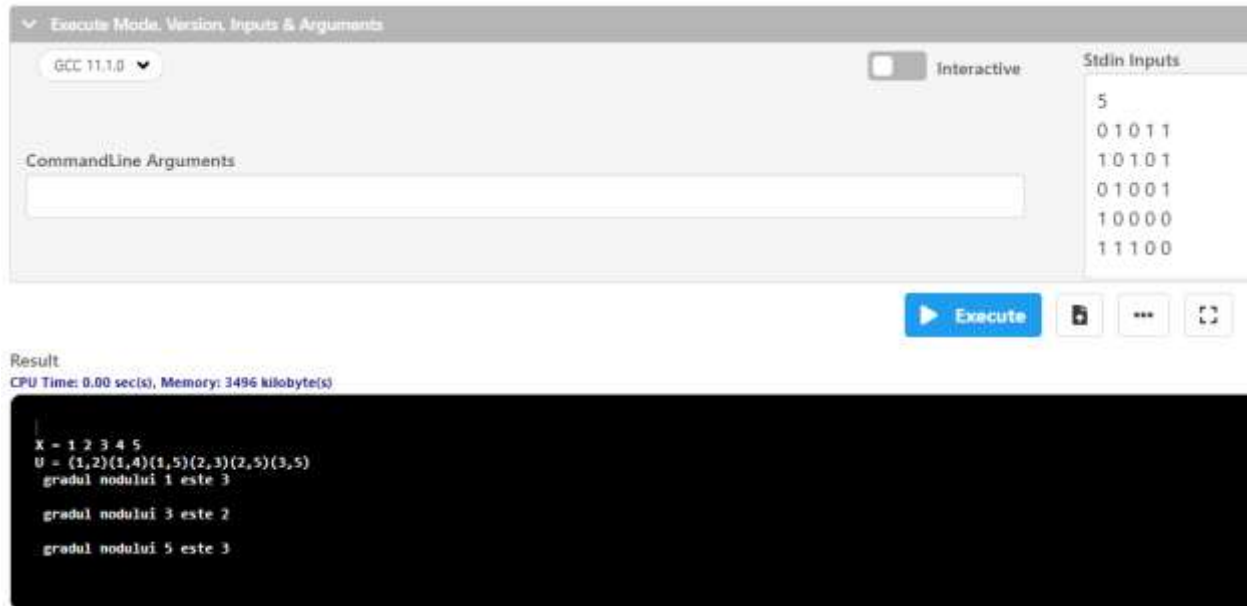 Execute Mode, Version, Inputs & Arguments
GCC 11.1.0
Interactive
Stdin Inputs
5
0 1 0 1 1
1 0 1 0 1
0 1 0 0 1
1 0 0 0 0
1 1 1 0 0
CommandLine Arguments
Execute
Result
CPU Time: 0.00 sec(s), Memory: 3496 kilobyte(s)
X = 1 2 3 4 5
U = (1,2)(1,4)(1,5)(2,3)(2,5)(3,5)
gradul nodului 1 este 3
gradul nodului 3 este 2
gradul nodului 5 este 3